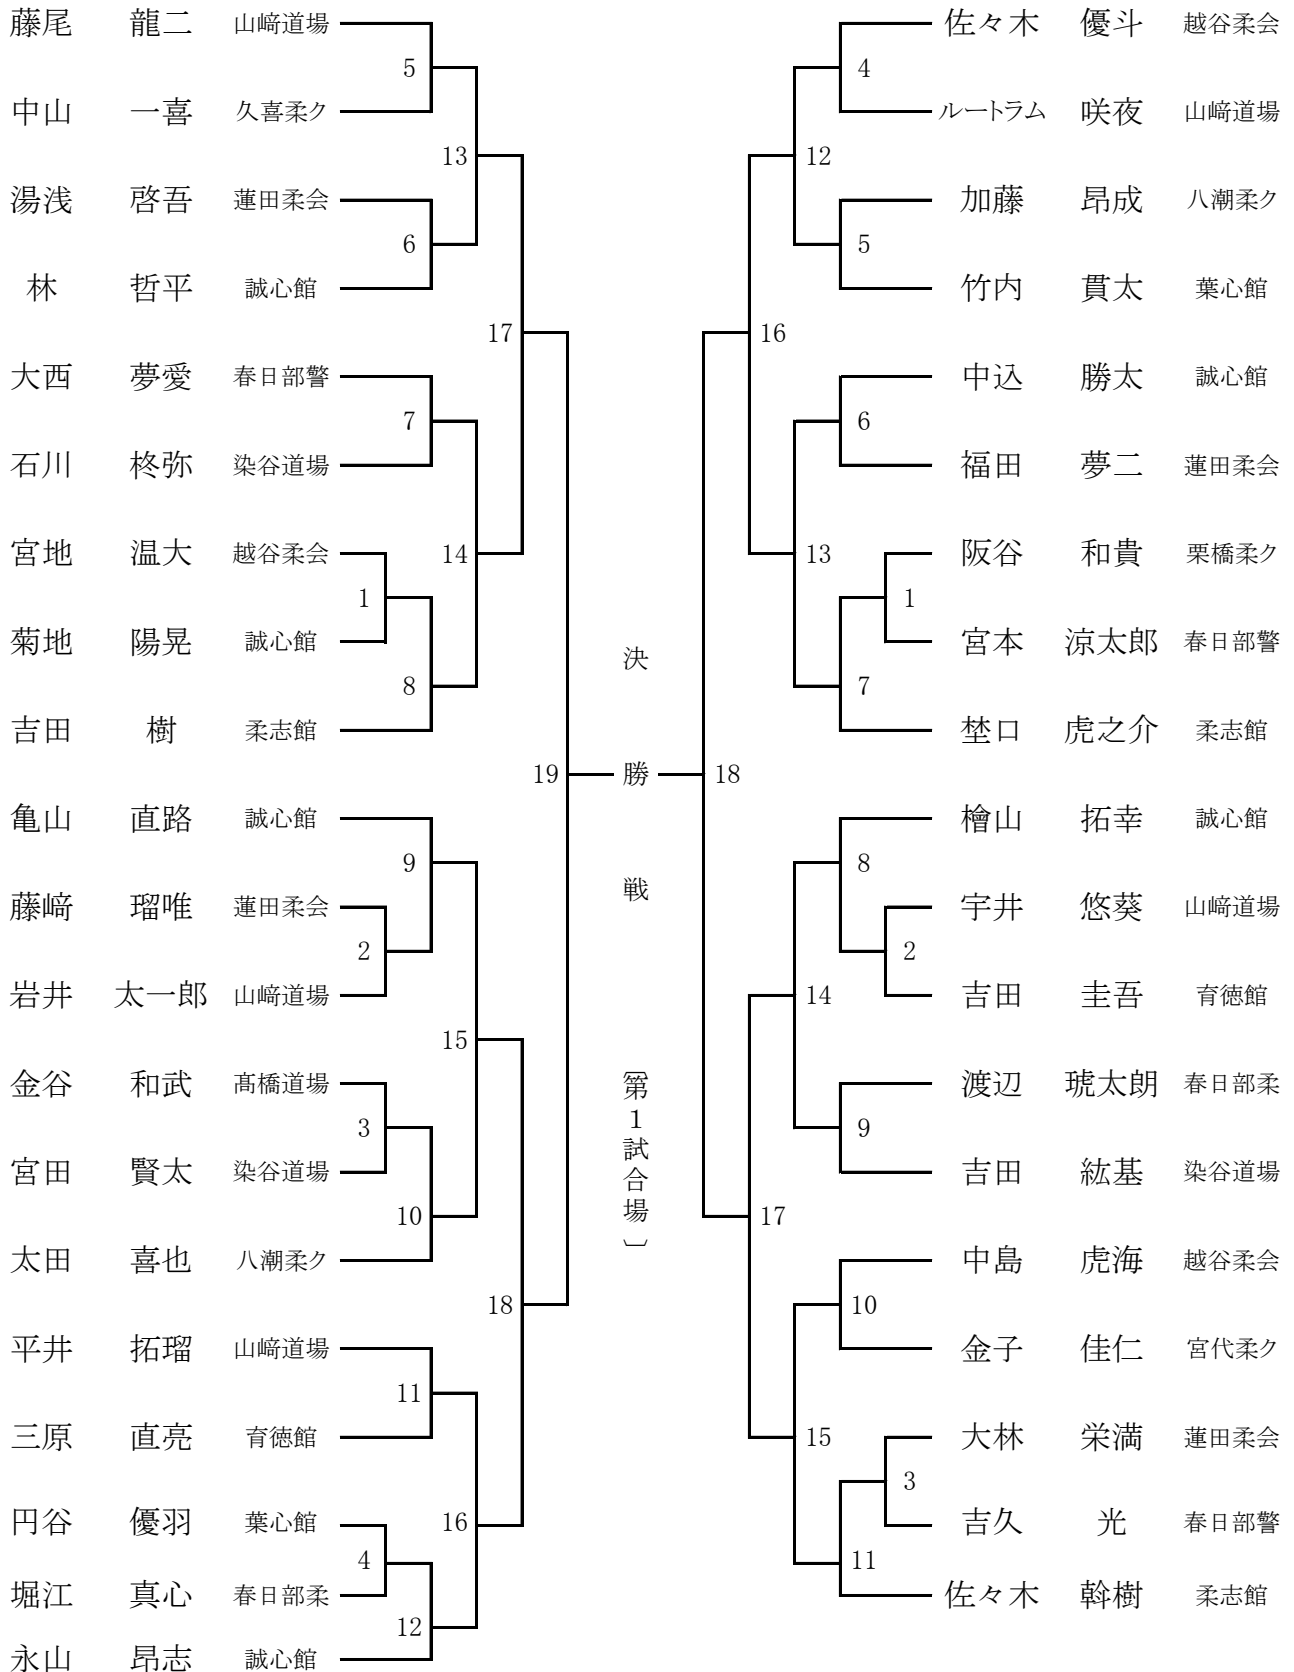 藤尾 龍二 山﨑道場
5
中山 一喜 久喜柔ク
13
湯浅 啓吾 蓮田柔会
6
林 哲平 誠心館
17
大西 夢愛 春日部警
7
石川 柊弥 染谷道場
宮地 温大 越谷柔会
14
1
菊地 陽晃 誠心館
8
吉田 樹 柔志館
19
亀山 直路 誠心館
9
藤﨑 瑠唯 蓮田柔会
2
岩井 太一郎 山﨑道場
15
金谷 和武 髙橋道場
3
宮田 賢太 染谷道場
10
太田 喜也 八潮柔ク
18
平井 拓瑠 山﨑道場
11
三原 直亮 育徳館
円谷 優羽 葉心館
16
4
堀江 真心 春日部柔
12
永山 昂志 誠心館
決勝戦
〔第1試合場〕
佐々木 優斗 越谷柔会
4
ルートラム 咲夜 山﨑道場
12
加藤 昂成 八潮柔ク
5
竹内 貫太 葉心館
16
中込 勝太 誠心館
6
福田 夢二 蓮田柔会
阪谷 和貴 栗橋柔ク
13
1
宮本 涼太郎 春日部警
7
埜口 虎之介 柔志館
18
檜山 拓幸 誠心館
8
宇井 悠葵 山﨑道場
2
吉田 圭吾 育徳館
14
渡辺 琥太朗 春日部柔
9
吉田 紘基 染谷道場
17
中島 虎海 越谷柔会
10
金子 佳仁 宮代柔ク
大林 栄満 蓮田柔会
15
3
吉久 光 春日部警
11
佐々木 斡樹 柔志館